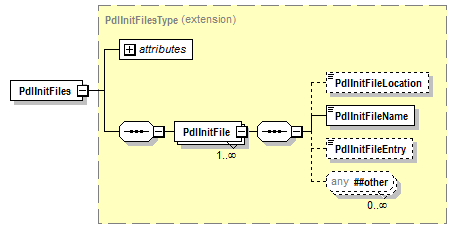 PdlInitFilesType (extension)
attributes
PdlInitFiles
PdlInitFile
1..∞
PdlInitFileLocation
PdlInitFileName
PdlInitFileEntry
any ##other
0..∞